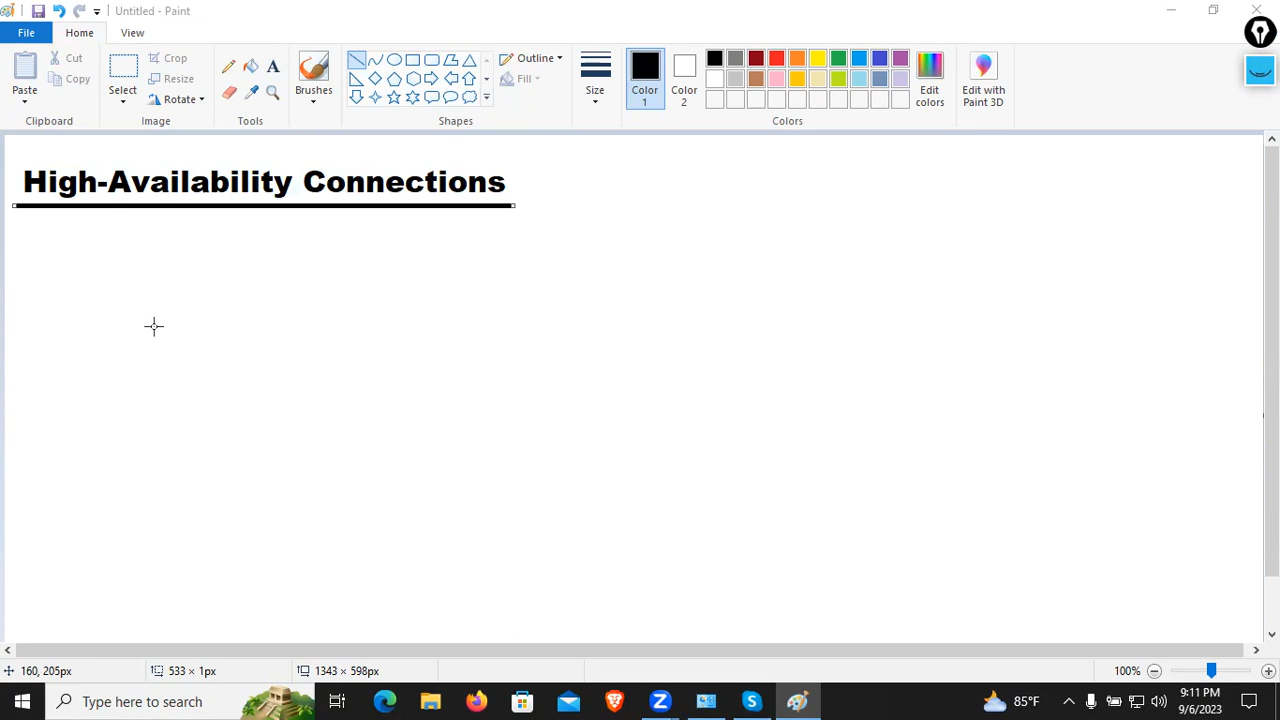 Untitled - Paint
File
Home
View
Paste
Cut
Copy
Clipboard
Select
Crop
Resize
Rotate
Image
A
Tools
Brushes
Outline
Fill
Shapes
Size
Color
1
Color
2
Edit
colors
Colors
Edit with
Paint 3D
High-Availability Connections
160, 205px
533 × 1px
1343 × 598px
100%
Type here to search
Z
S
85°F
9:11 PM
9/6/2023